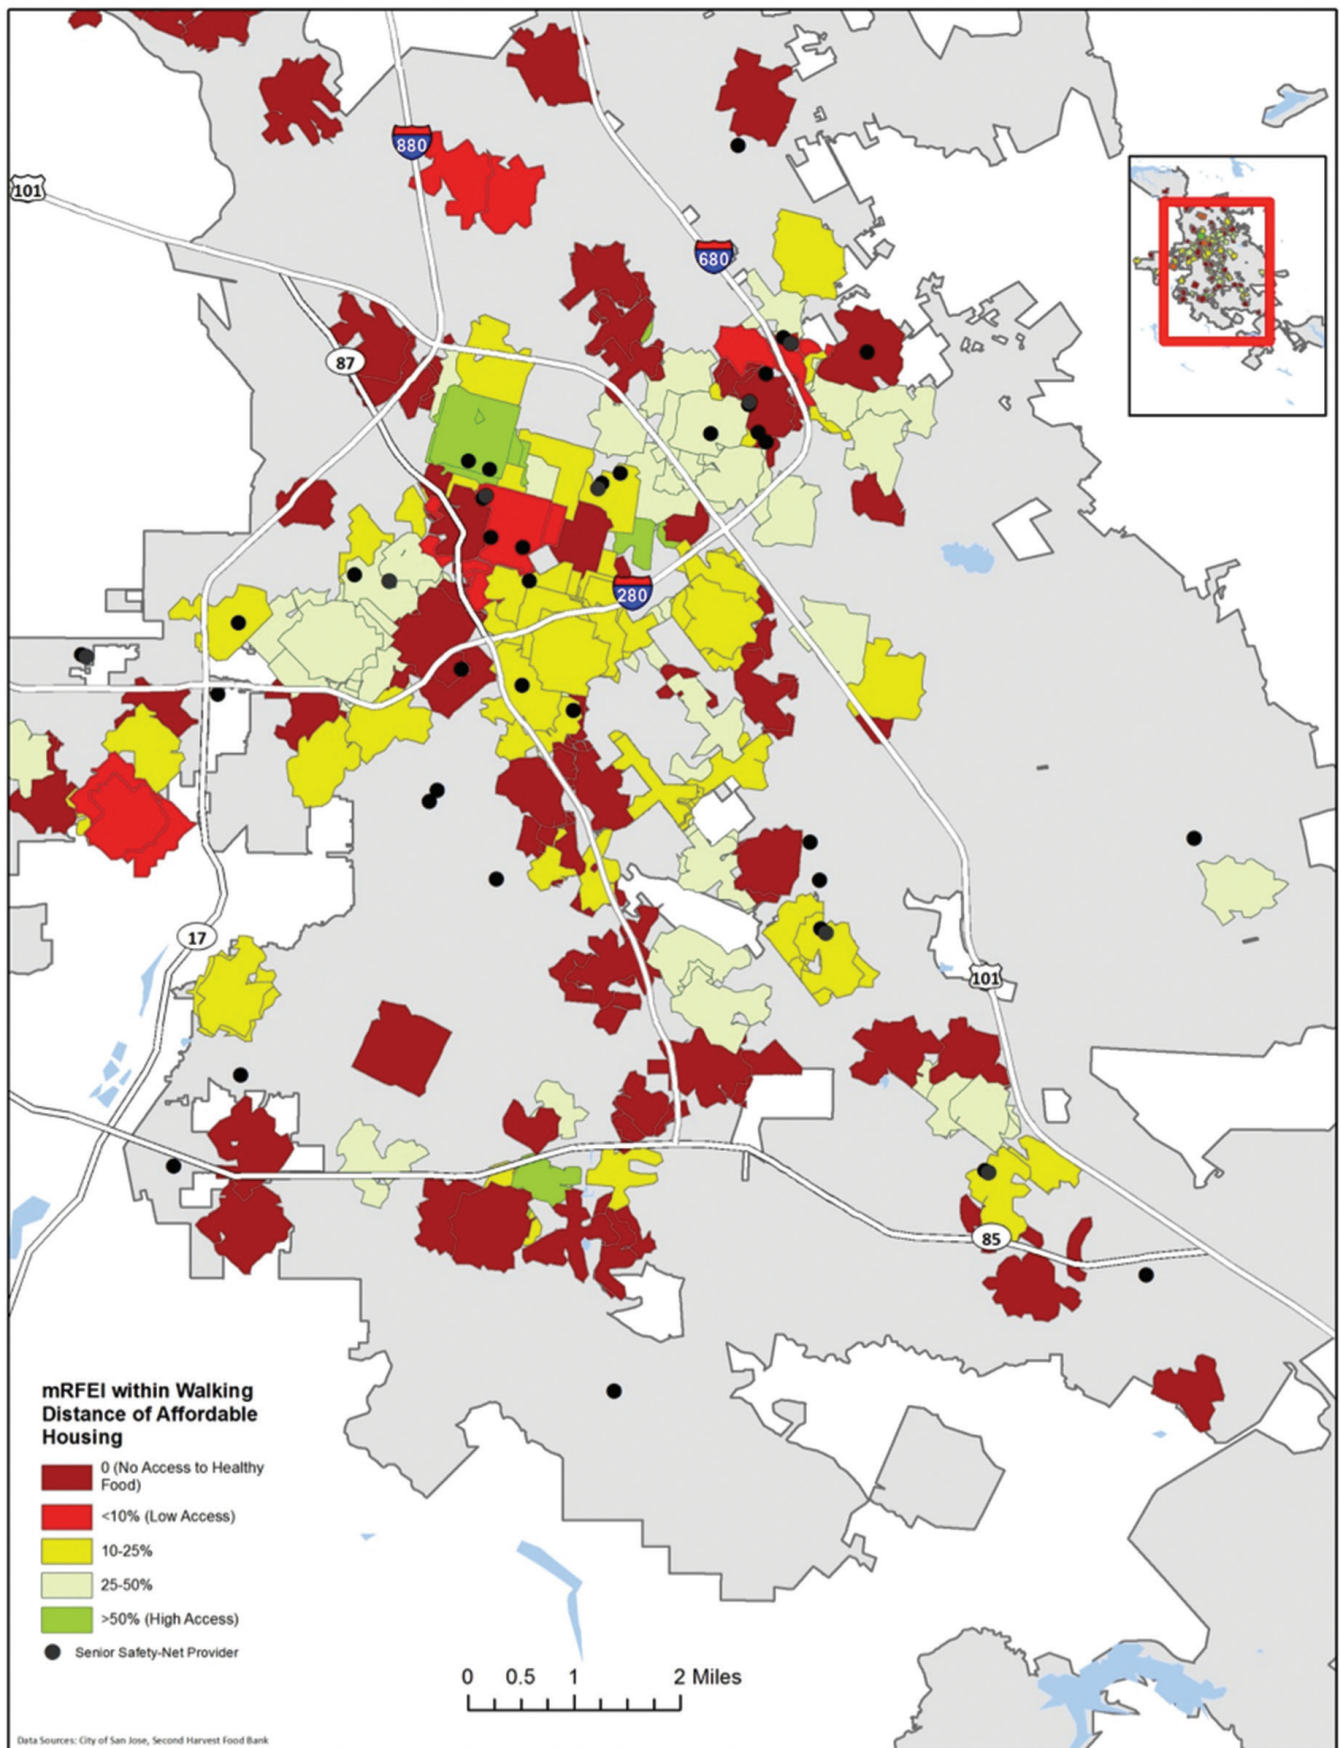 880
101
680
87
280
17
101
85
mRFEI within Walking
Distance of Affordable
Housing
0 (No Access to Healthy
Food)
<10% (Low Access)
10-25%
25-50%
>50% (High Access)
Senior Safety-Net Provider
0 0.5 1 2 Miles
Data Sources: City of San Jose, Second Harvest Food Bank